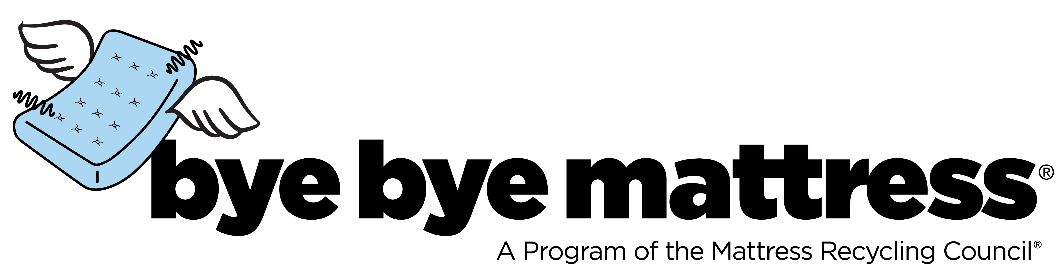 bye bye mattress®
A Program of the Mattress Recycling Council®